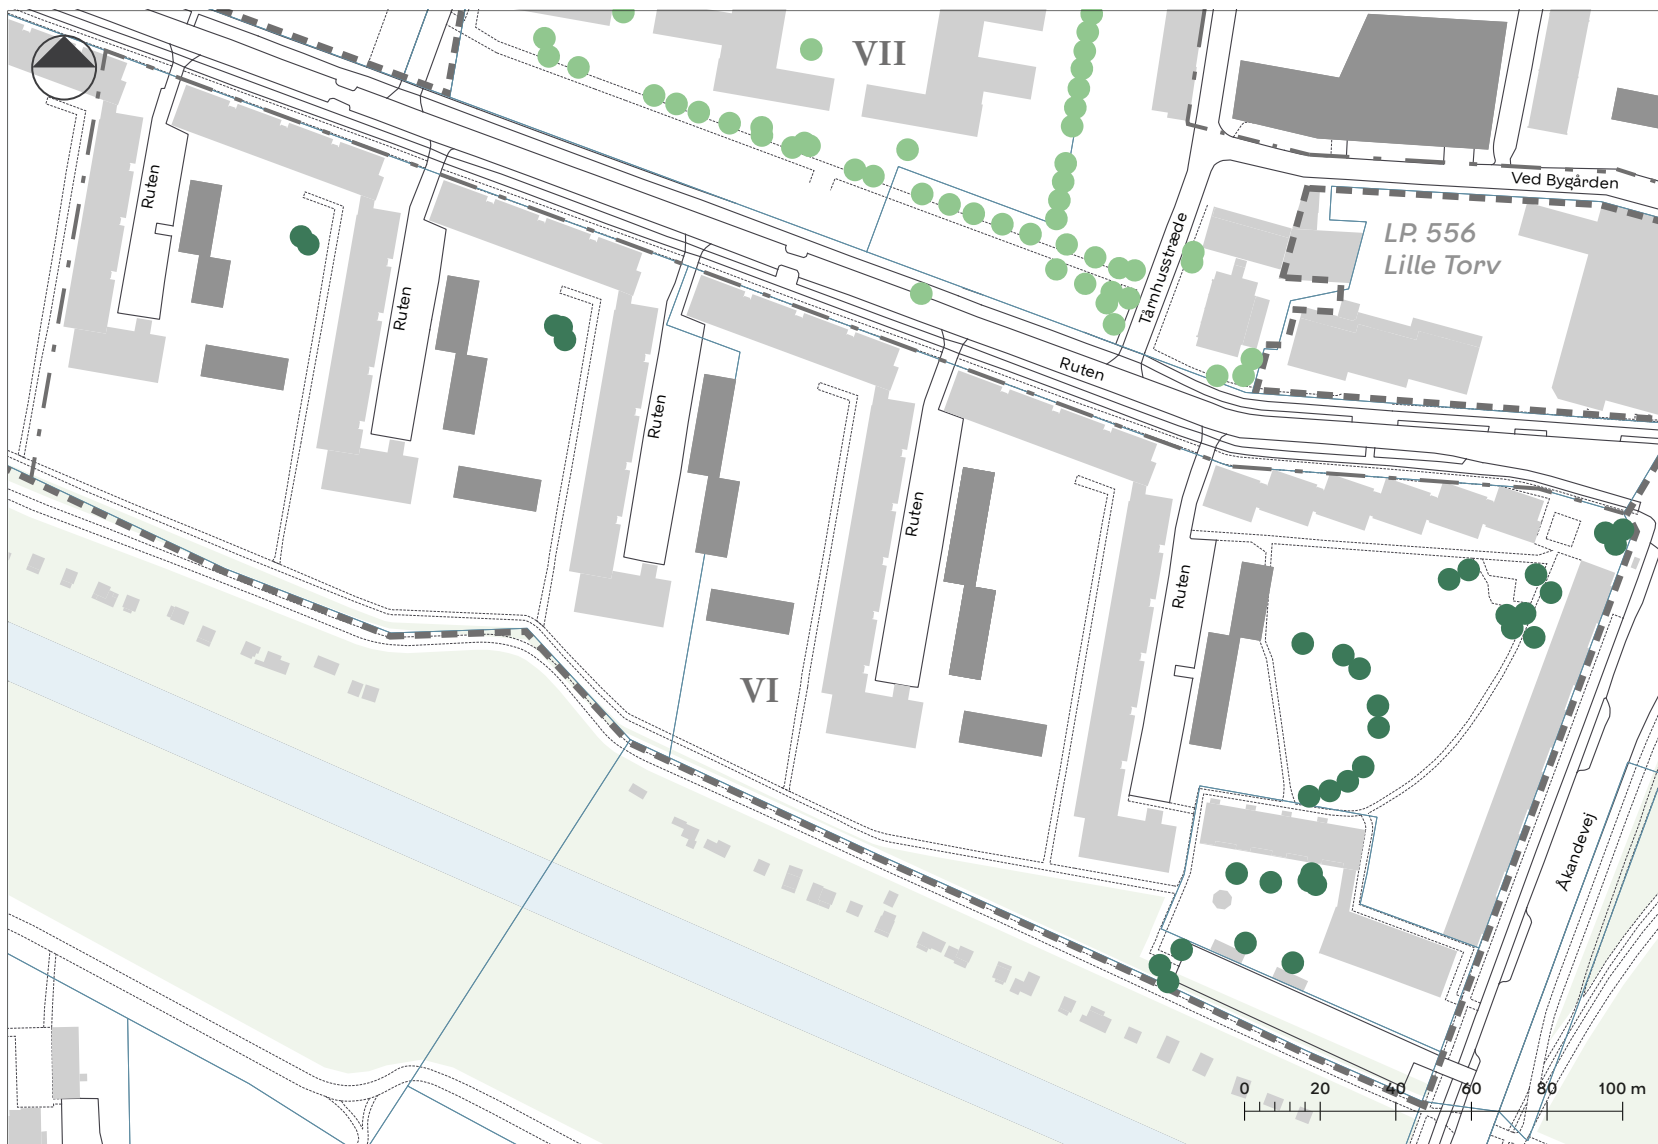 VII
Ved Bygården
LP. 556
Lille Torv
Tårnhusstræde
Ruten
Ruten
Ruten
Ruten
Ruten
Ruten
VI
Åkandevej
0 20 40 60 80 100 m